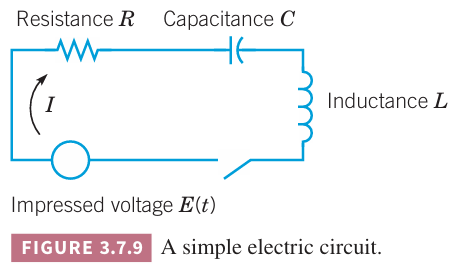 Resistance R Capacitance C
I
Inductance L
Impressed voltage E(t)
FIGURE 3.7.9 A simple electric circuit.